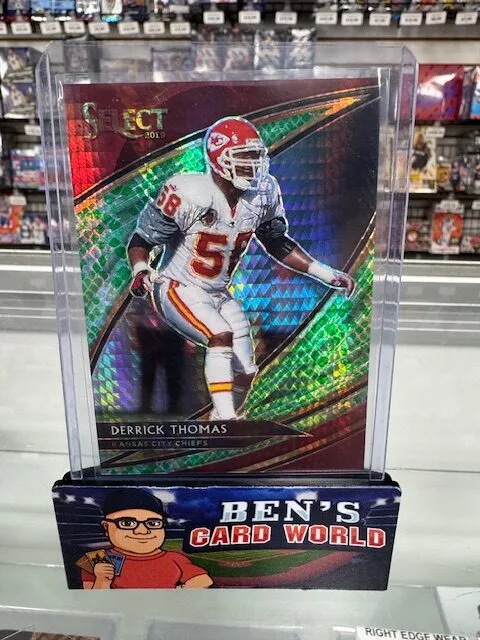 SELECT
2019
58
58
DERRICK THOMAS
KANSAS CITY CHIEFS
BEN'S
CARD WORLD
RIGHT EDGE WEAR